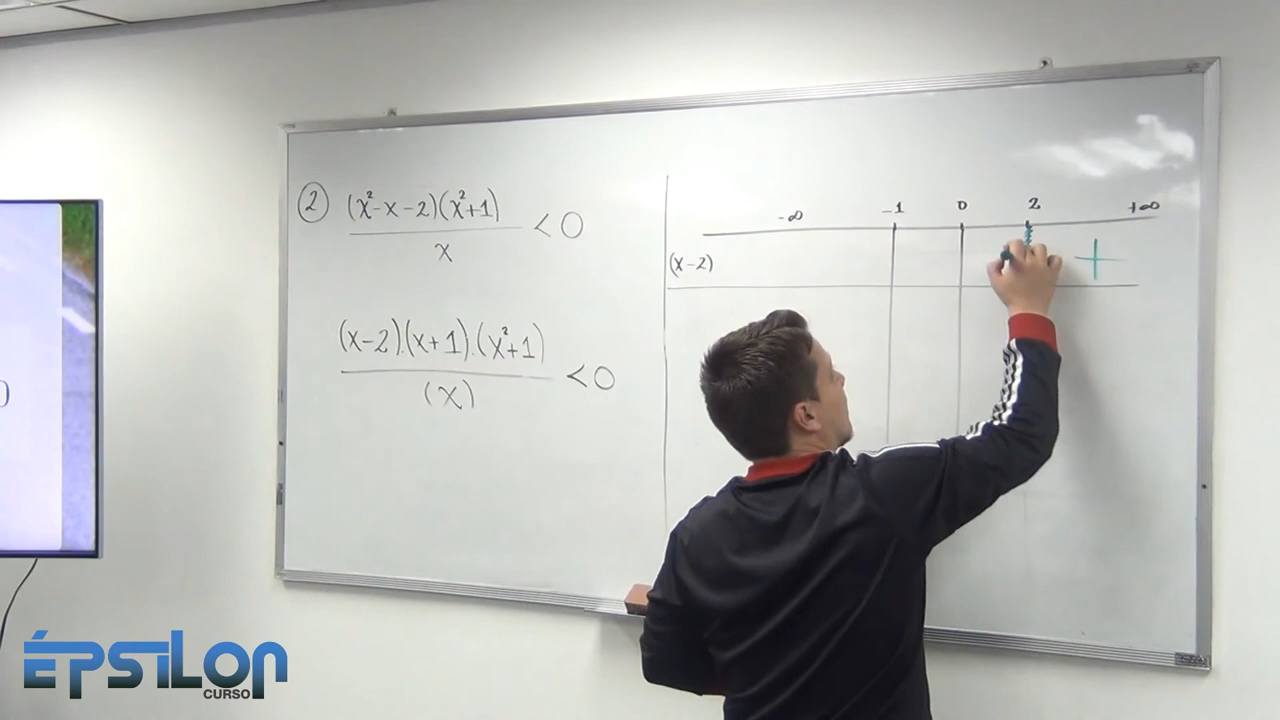 ② (x²-x-2)(x²+1)
─────────── < 0
x
(x-2).(x+1).(x²+1)
─────────── < 0
(x)
-∞ -1 0 2 +∞
(x-2) +
ÉPSILON
CURSO